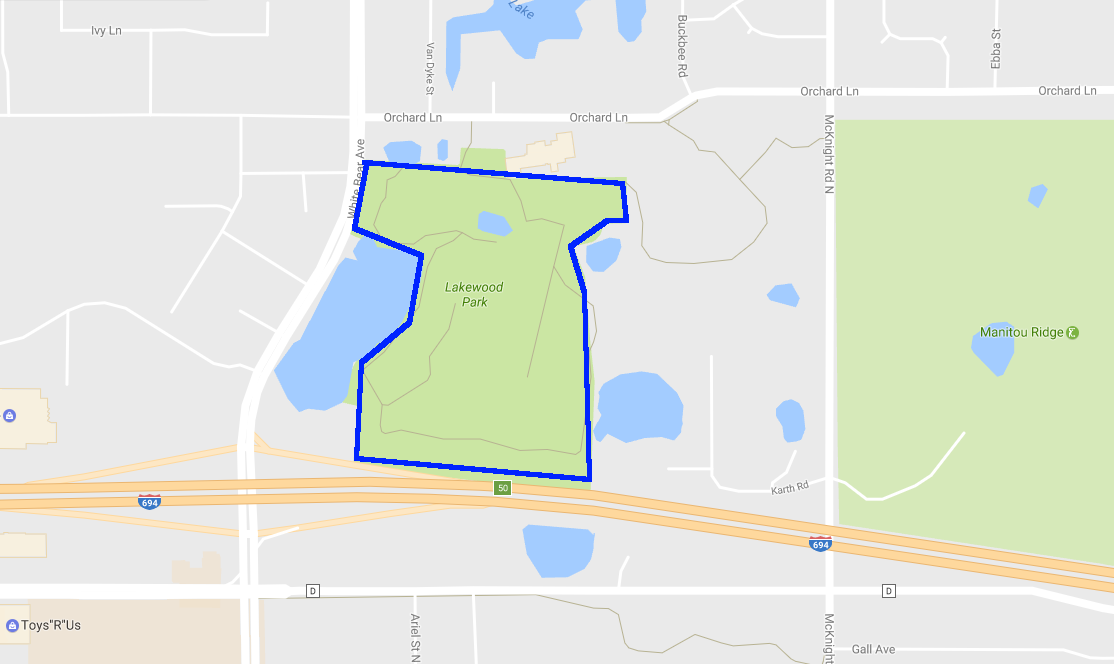 Lake
Ivy Ln
Van Dyke St
Buckbee Rd
Ebba St
Orchard Ln
Orchard Ln
Orchard Ln
Orchard Ln
White Bear Ave
McKnight Rd N
Lakewood
Park
Manitou Ridge
50
694
Karth Rd
694
D
D
Toys"R"Us
Ariel St N
McKnight
Gall Ave